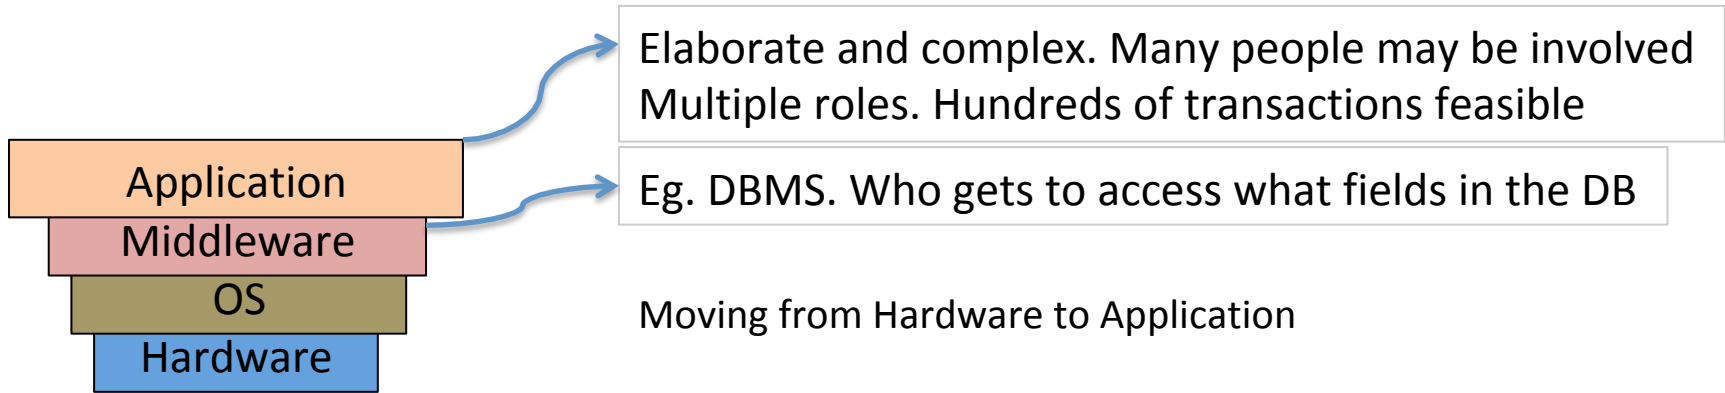 Elaborate and complex. Many people may be involved
Multiple roles. Hundreds of transactions feasible
Application
Eg. DBMS. Who gets to access what fields in the DB
Middleware
OS
Moving from Hardware to Application
Hardware